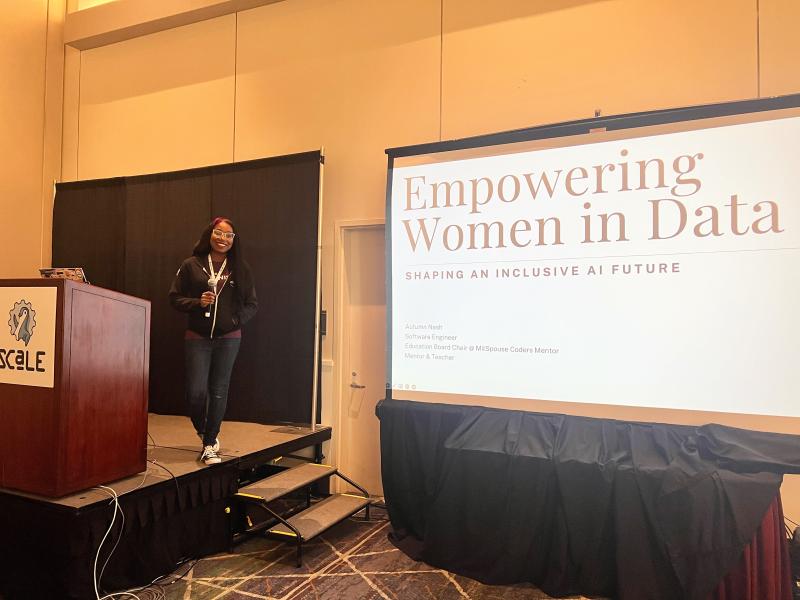 SCaLE
Empowering
Women in Data
SHAPING AN INCLUSIVE AI FUTURE
Autumn Nash
Software Engineer
Education Board Chair @ MilSpouse Coders Mentor
Mentor & Teacher